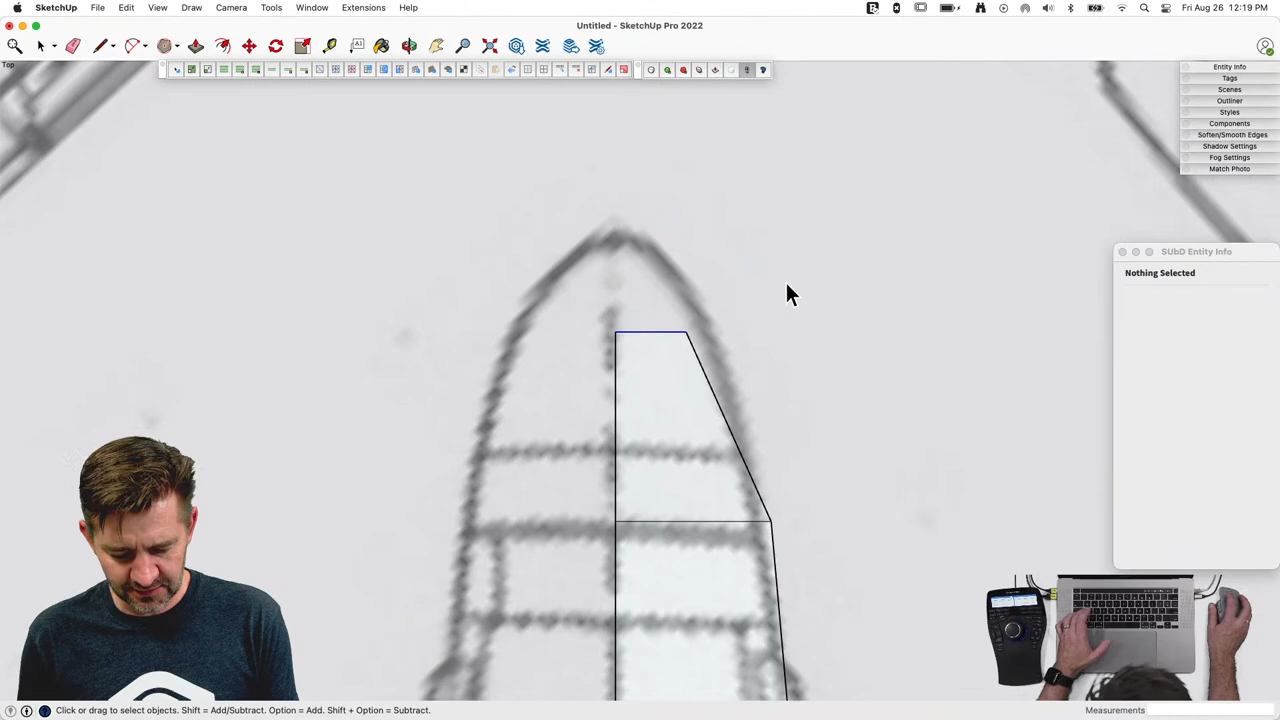 SketchUp File Edit View Draw Camera Tools Window Extensions Help Fri Aug 26 12:19 PM
Untitled - SketchUp Pro 2022
Top
Entity Info
Tags
Scenes
Outliner
Styles
Components
Soften/Smooth Edges
Shadow Settings
Fog Settings
Match Photo
SUbD Entity Info
Nothing Selected
Click or drag to select objects. Shift = Add/Subtract. Option = Add. Shift + Option = Subtract. Measurements